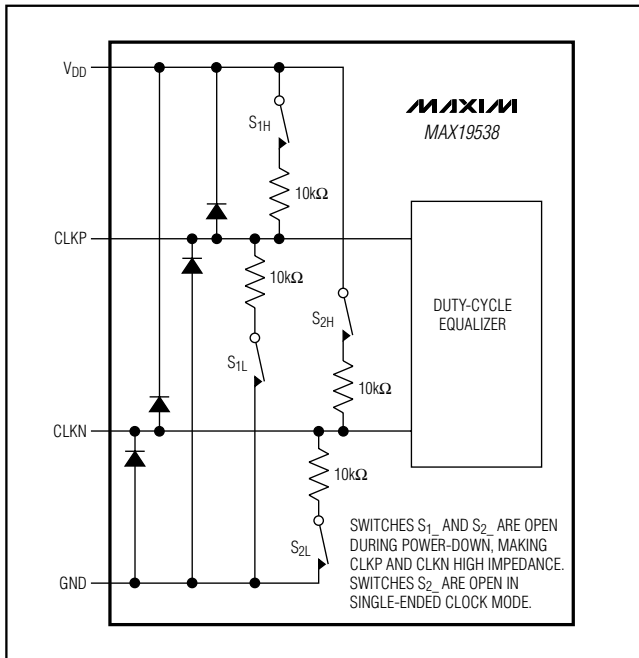 VDD
MAXIM
MAX19538
S1H
10kΩ
CLKP
10kΩ
S2H
DUTY-CYCLE
EQUALIZER
S1L
10kΩ
CLKN
10kΩ
S2L
SWITCHES S1_ AND S2_ ARE OPEN
DURING POWER-DOWN, MAKING
CLKP AND CLKN HIGH IMPEDANCE.
SWITCHES S2_ ARE OPEN IN
SINGLE-ENDED CLOCK MODE.
GND